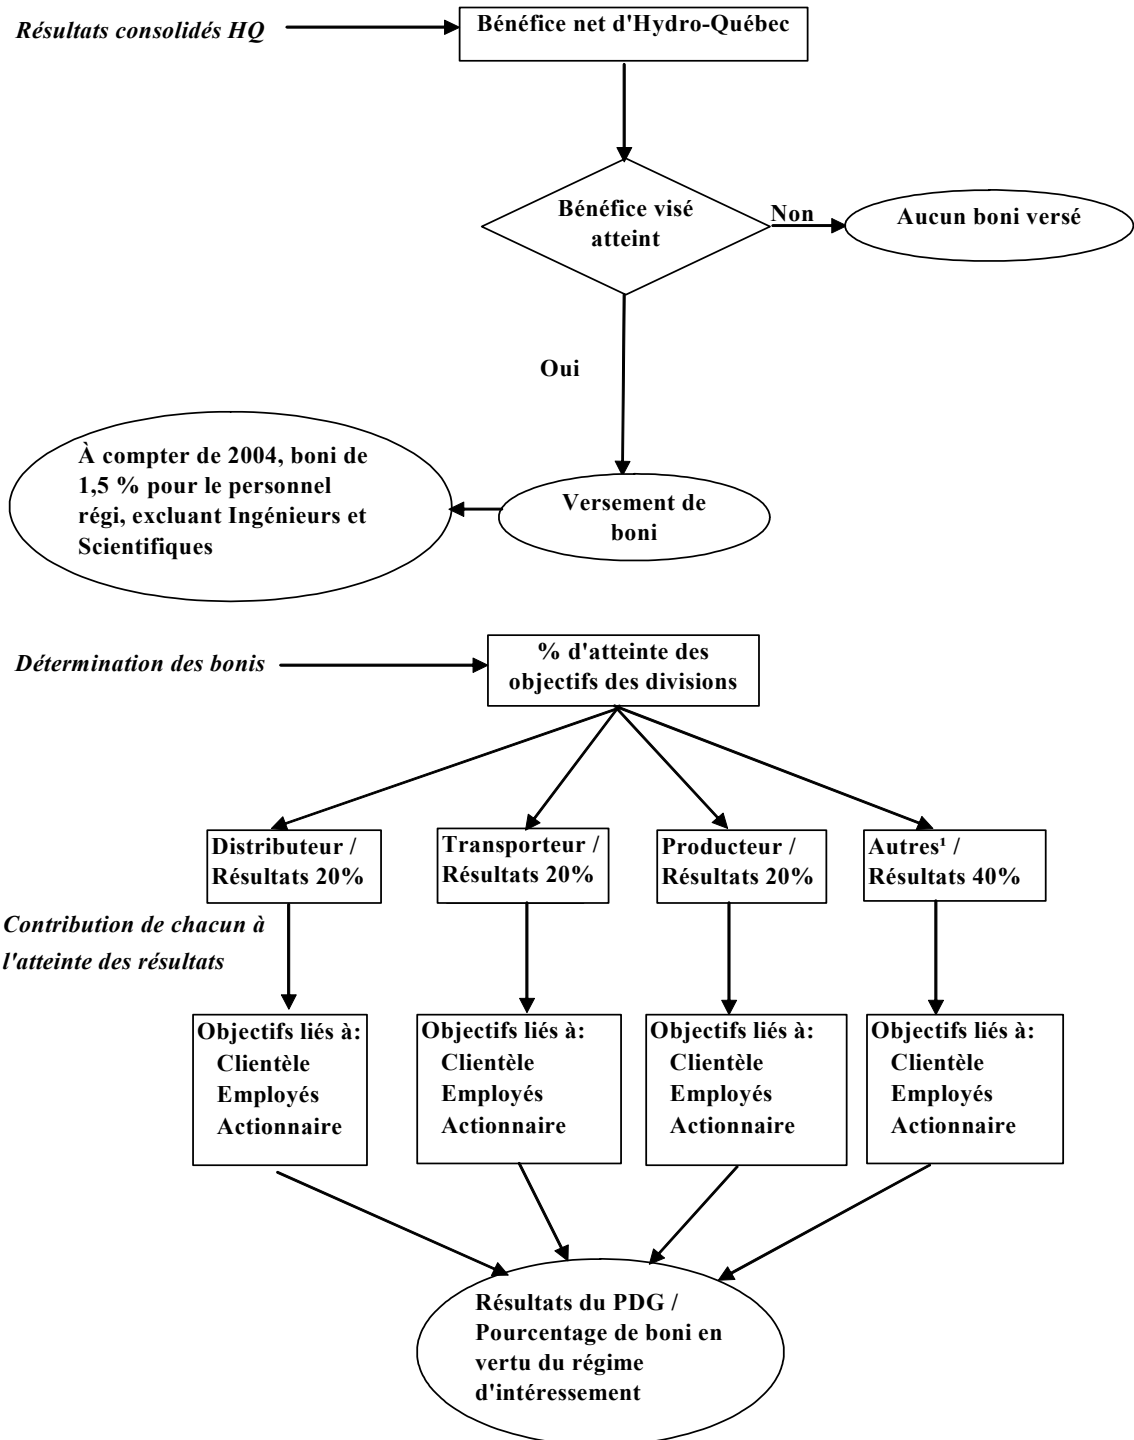 Résultats consolidés HQ
Bénéfice net d'Hydro-Québec
Bénéfice visé
atteint
Non
Aucun boni versé
Oui
À compter de 2004, boni de
1,5 % pour le personnel
régi, excluant Ingénieurs et
Scientifiques
Versement de
boni
Détermination des bonis
% d'atteinte des
objectifs des divisions
Distributeur /
Résultats 20%
Transporteur /
Résultats 20%
Producteur /
Résultats 20%
Autres¹ /
Résultats 40%
Contribution de chacun à
l'atteinte des résultats
Objectifs liés à:
Clientèle
Employés
Actionnaire
Objectifs liés à:
Clientèle
Employés
Actionnaire
Objectifs liés à:
Clientèle
Employés
Actionnaire
Objectifs liés à:
Clientèle
Employés
Actionnaire
Résultats du PDG /
Pourcentage de boni en
vertu du régime
d'intéressement